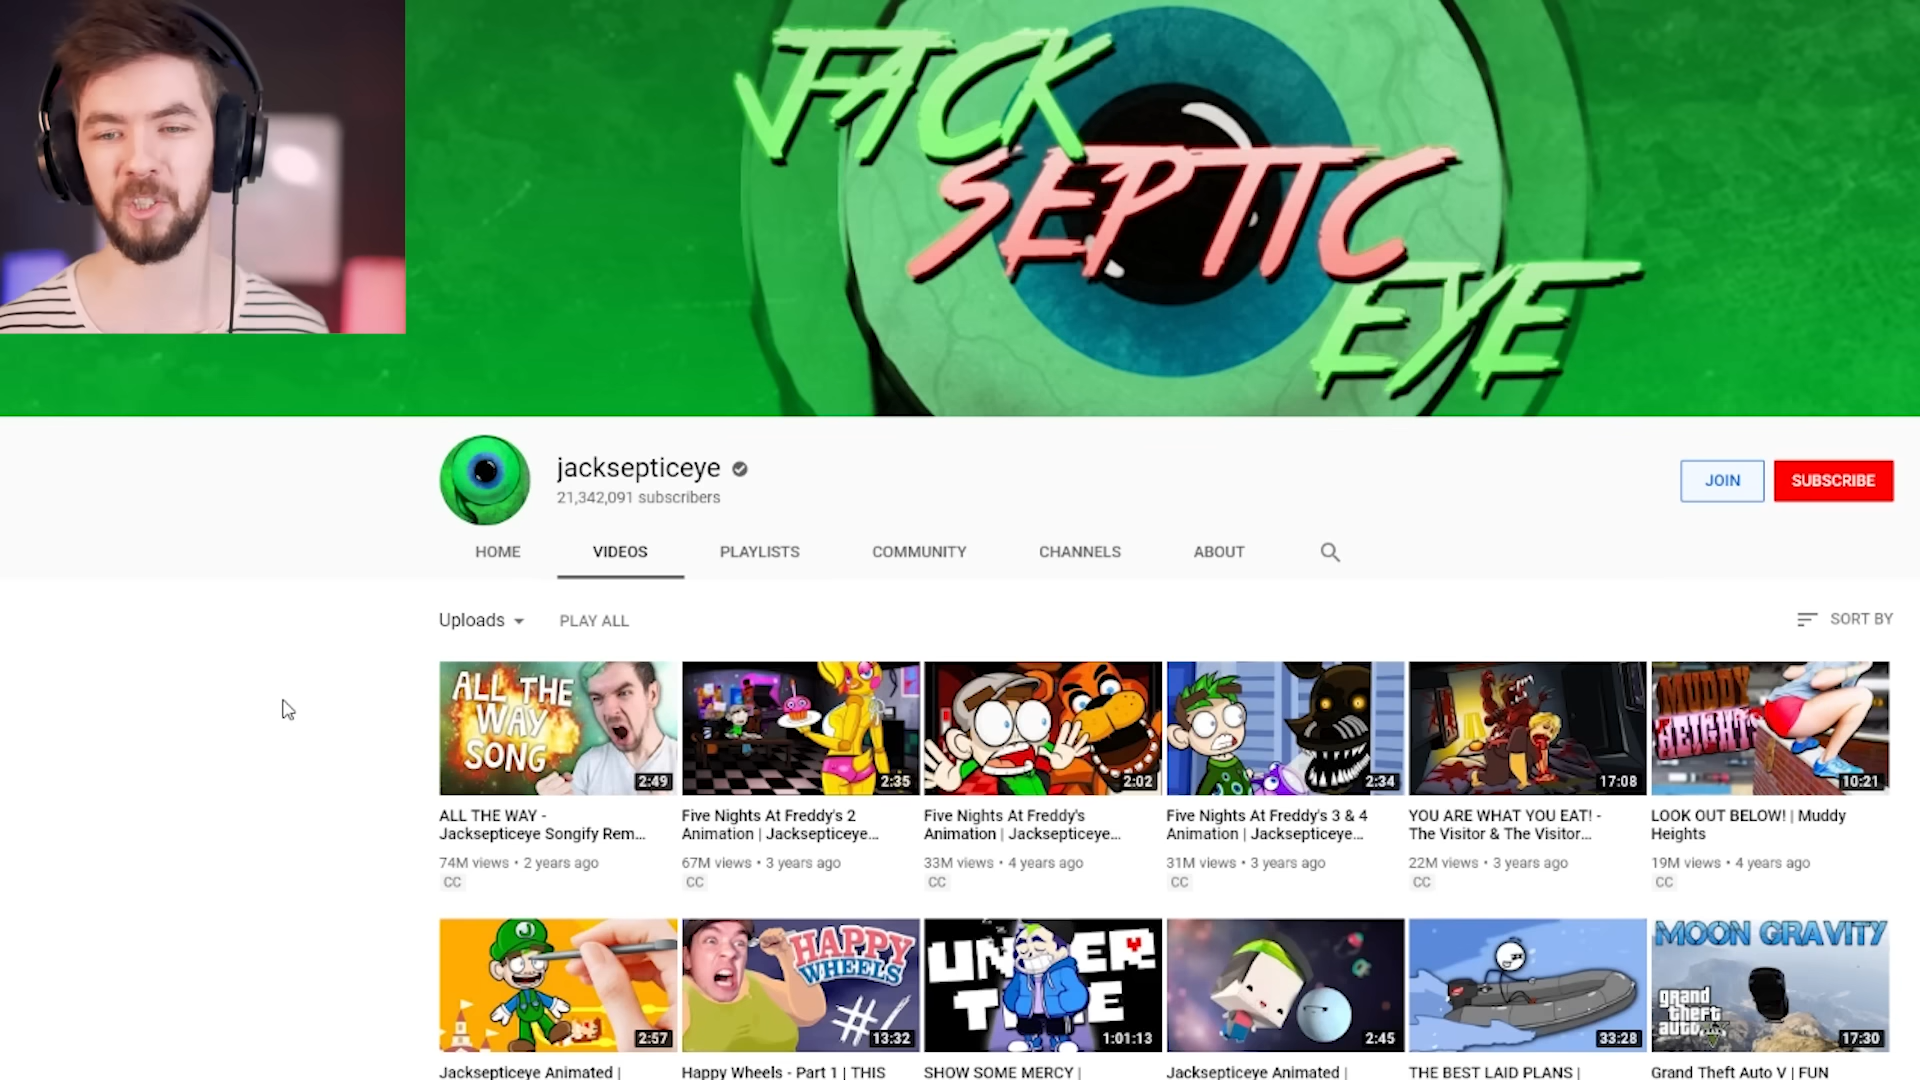 JACK
SEPTIC
EYE
jacksepticeye
21,342,091 subscribers
JOIN
SUBSCRIBE
HOME
VIDEOS
PLAYLISTS
COMMUNITY
CHANNELS
ABOUT
Uploads
PLAY ALL
SORT BY
ALL THE
WAY
SONG
2:49
2:35
2:02
2:34
17:08
MUDDY
HEIGHTS
10:21
ALL THE WAY -
Jacksepticeye Songify Rem...
74M views • 2 years ago
CC
Five Nights At Freddy's 2
Animation | Jacksepticeye...
67M views • 3 years ago
CC
Five Nights At Freddy's
Animation | Jacksepticeye...
33M views • 4 years ago
CC
Five Nights At Freddy's 3 & 4
Animation | Jacksepticeye...
31M views • 3 years ago
CC
YOU ARE WHAT YOU EAT! -
The Visitor & The Visitor...
22M views • 3 years ago
CC
LOOK OUT BELOW! | Muddy
Heights
19M views • 4 years ago
CC
J
2:57
HAPPY
WHEELS
#1
13:32
UNDER
T E
1:01:13
2:45
33:28
MOON GRAVITY
grand
theft
auto
V
17:30
Jacksepticeye Animated |
Happy Wheels - Part 1 | THIS
SHOW SOME MERCY |
Jacksepticeye Animated |
THE BEST LAID PLANS |
Grand Theft Auto V | FUN